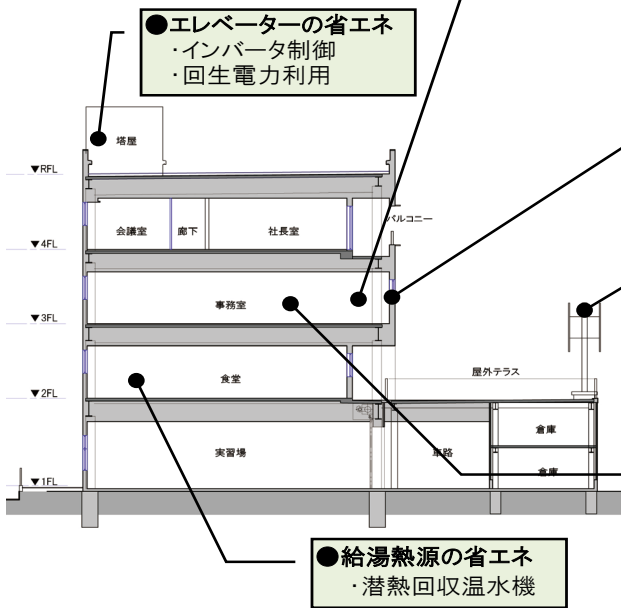 ●エレベーターの省エネ
・インバータ制御
・回生電力利用
塔屋
▼RFL
会議室
廊下
社長室
バルコニー
▼4FL
事務室
▼3FL
食堂
屋外テラス
▼2FL
倉庫
実習場
車路
倉庫
▼1FL
●給湯熱源の省エネ
・潜熱回収温水機